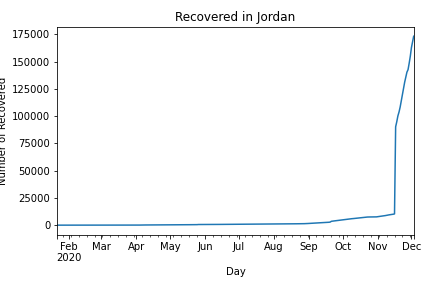 Recovered in Jordan
175000
150000
125000
100000
75000
50000
25000
0
Number of Recovered
Feb Mar Apr May Jun Jul Aug Sep Oct Nov Dec
2020
Day